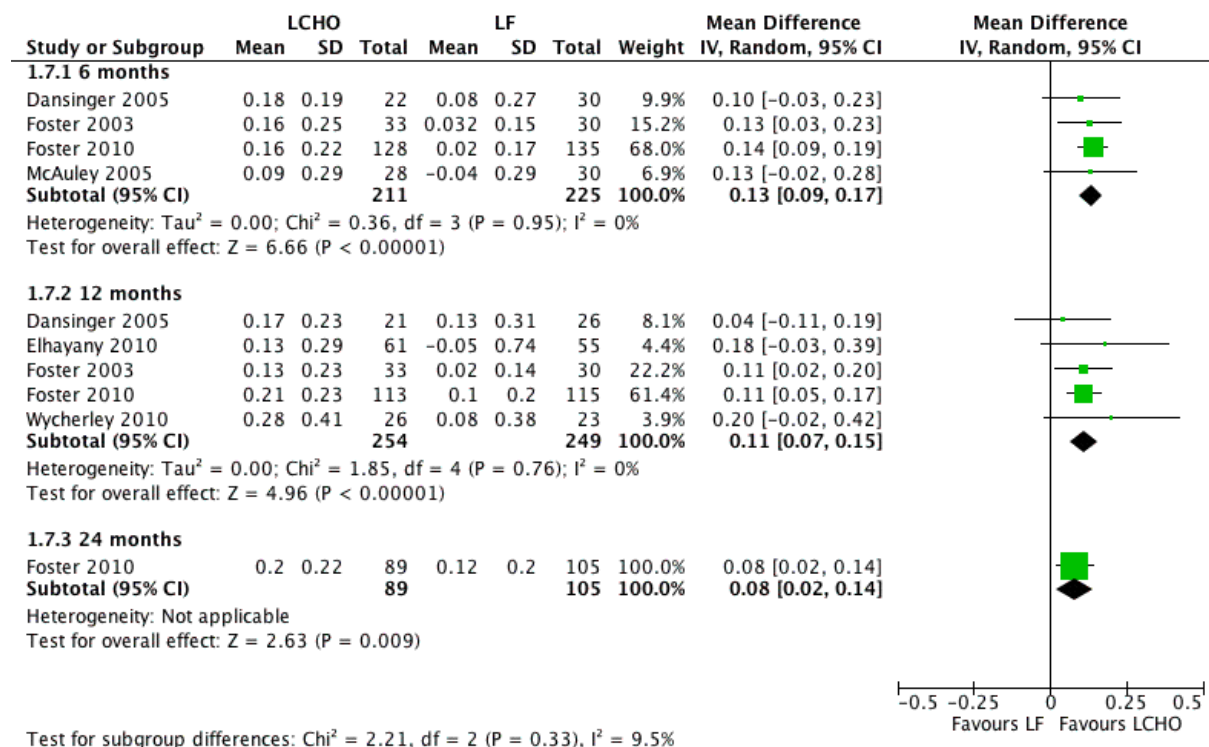 LCHO LF Mean Difference Mean Difference
Study or Subgroup Mean SD Total Mean SD Total Weight IV, Random, 95% CI IV, Random, 95% CI
1.7.1 6 months
Dansinger 2005 0.18 0.19 22 0.08 0.27 30 9.9% 0.10 [-0.03, 0.23]
Foster 2003 0.16 0.25 33 0.032 0.15 30 15.2% 0.13 [0.03, 0.23]
Foster 2010 0.16 0.22 128 0.02 0.17 135 68.0% 0.14 [0.09, 0.19]
McAuley 2005 0.09 0.29 28 -0.04 0.29 30 6.9% 0.13 [-0.02, 0.28]
Subtotal (95% CI) 211 225 100.0% 0.13 [0.09, 0.17]
Heterogeneity: Tau² = 0.00; Chi² = 0.36, df = 3 (P = 0.95); I² = 0%
Test for overall effect: Z = 6.66 (P < 0.00001)
1.7.2 12 months
Dansinger 2005 0.17 0.23 21 0.13 0.31 26 8.1% 0.04 [-0.11, 0.19]
Elhayany 2010 0.13 0.29 61 -0.05 0.74 55 4.4% 0.18 [-0.03, 0.39]
Foster 2003 0.13 0.23 33 0.02 0.14 30 22.2% 0.11 [0.02, 0.20]
Foster 2010 0.21 0.23 113 0.1 0.2 115 61.4% 0.11 [0.05, 0.17]
Wycherley 2010 0.28 0.41 26 0.08 0.38 23 3.9% 0.20 [-0.02, 0.42]
Subtotal (95% CI) 254 249 100.0% 0.11 [0.07, 0.15]
Heterogeneity: Tau² = 0.00; Chi² = 1.85, df = 4 (P = 0.76); I² = 0%
Test for overall effect: Z = 4.96 (P < 0.00001)
1.7.3 24 months
Foster 2010 0.2 0.22 89 0.12 0.2 105 100.0% 0.08 [0.02, 0.14]
Subtotal (95% CI) 89 105 100.0% 0.08 [0.02, 0.14]
Heterogeneity: Not applicable
Test for overall effect: Z = 2.63 (P = 0.009)
-0.5 -0.25 0 0.25 0.5
Favours LF Favours LCHO
Test for subgroup differences: Chi² = 2.21, df = 2 (P = 0.33), I² = 9.5%